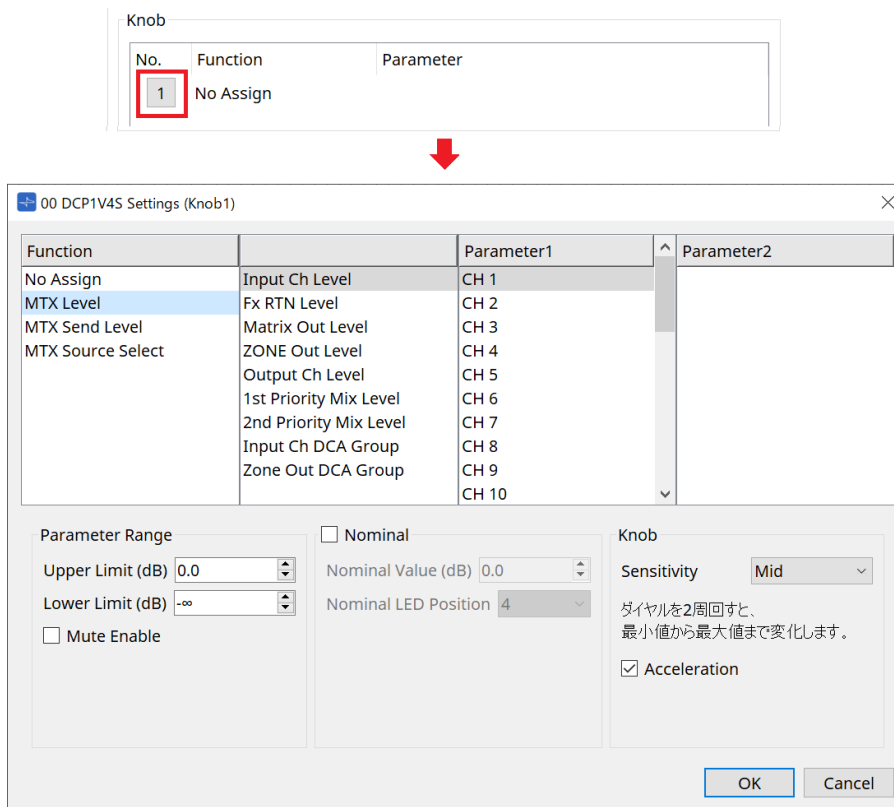 Knob
No. Function Parameter
1 No Assign
00 DCP1V4S Settings (Knob1)
Function Parameter1 Parameter2
No Assign Input Ch Level CH 1
MTX Level Fx RTN Level CH 2
MTX Send Level Matrix Out Level CH 3
MTX Source Select ZONE Out Level CH 4
Output Ch Level CH 5
1st Priority Mix Level CH 6
2nd Priority Mix Level CH 7
Input Ch DCA Group CH 8
Zone Out DCA Group CH 9
CH 10
Parameter Range Nominal Knob
Upper Limit (dB) 0.0 Nominal Value (dB) 0.0 Sensitivity Mid
Lower Limit (dB) -∞ Nominal LED Position 4 ダイヤルを2周回すと、
最小値から最大値まで変化します。
Mute Enable
Acceleration
OK Cancel